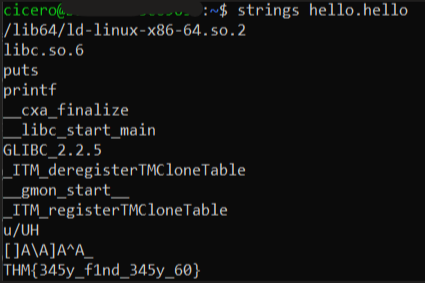 cicero@ :~$ strings hello.hello
/lib64/ld-linux-x86-64.so.2
libc.so.6
puts
printf
__cxa_finalize
__libc_start_main
GLIBC_2.2.5
_ITM_deregisterTMCloneTable
__gmon_start__
_ITM_registerTMCloneTable
u/UH
[]A\A]A^A_
THM{345y_f1nd_345y_60}